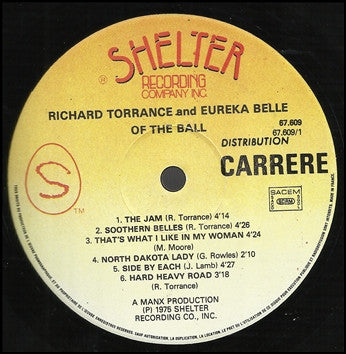 SHELTER
® RECORDING
COMPANY INC.
RICHARD TORRANCE and EUREKA BELLE
OF THE BALL
67.609
67.609/1
DISTRIBUTION
CARRERE
S
TM
SACEM
1. THE JAM (R. Torrance) 4'14
2. SOOTHERN BELLES (R. Torrance) 4'26
3. THAT'S WHAT I LIKE IN MY WOMAN 4'24
(M. Moore)
4. NORTH DAKOTA LADY (G. Rowles) 2'10
5. SIDE BY EACH (J. Lamb) 4'27
6. HARD HEAVY ROAD 3'18
(R. Torrance)
A MANX PRODUCTION
℗ 1975 SHELTER
RECORDING CO., INC.